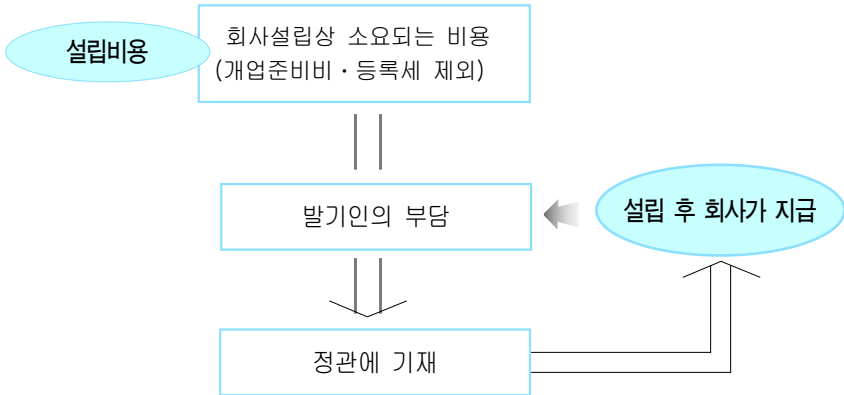 설립비용
회사설립상 소요되는 비용
(개업준비비·등록세 제외)
발기인의 부담
설립 후 회사가 지급
정관에 기재